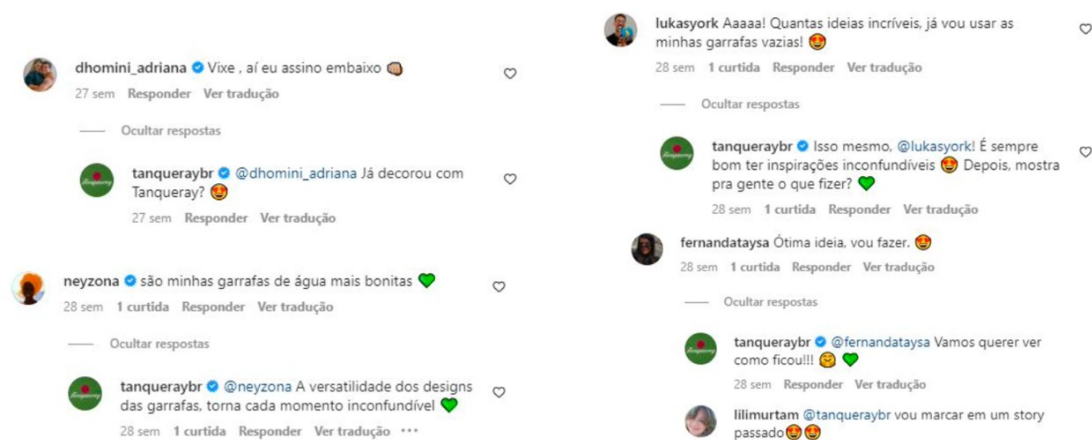 dhomini_adriana Vixe , aí eu assino embaixo 👊🏼
27 sem Responder Ver tradução
Ocultar respostas
tanqueraybr @dhomini_adriana Já decorou com
Tanqueray? 🤩
27 sem Responder Ver tradução
neyzona são minhas garrafas de água mais bonitas 💚
28 sem 1 curtida Responder Ver tradução
Ocultar respostas
tanqueraybr @neyzona A versatilidade dos designs
das garrafas, torna cada momento inconfundível 💚
28 sem 1 curtida Responder Ver tradução •••
lukasyork Aaaaa! Quantas ideias incríveis, já vou usar as
minhas garrafas vazias! 🤩
28 sem 1 curtida Responder Ver tradução
Ocultar respostas
tanqueraybr Isso mesmo, @lukasyork! É sempre
bom ter inspirações inconfundíveis 🤩 Depois, mostra
pra gente o que fizer? 💚
28 sem 1 curtida Responder Ver tradução
fernandataysa Ótima ideia, vou fazer. 🤩
28 sem 1 curtida Responder Ver tradução
Ocultar respostas
tanqueraybr @fernandataysa Vamos querer ver
como ficou!!! 🤗 💚
28 sem Responder Ver tradução
lilimurtam @tanqueraybr vou marcar em um story
passado🤩🤩